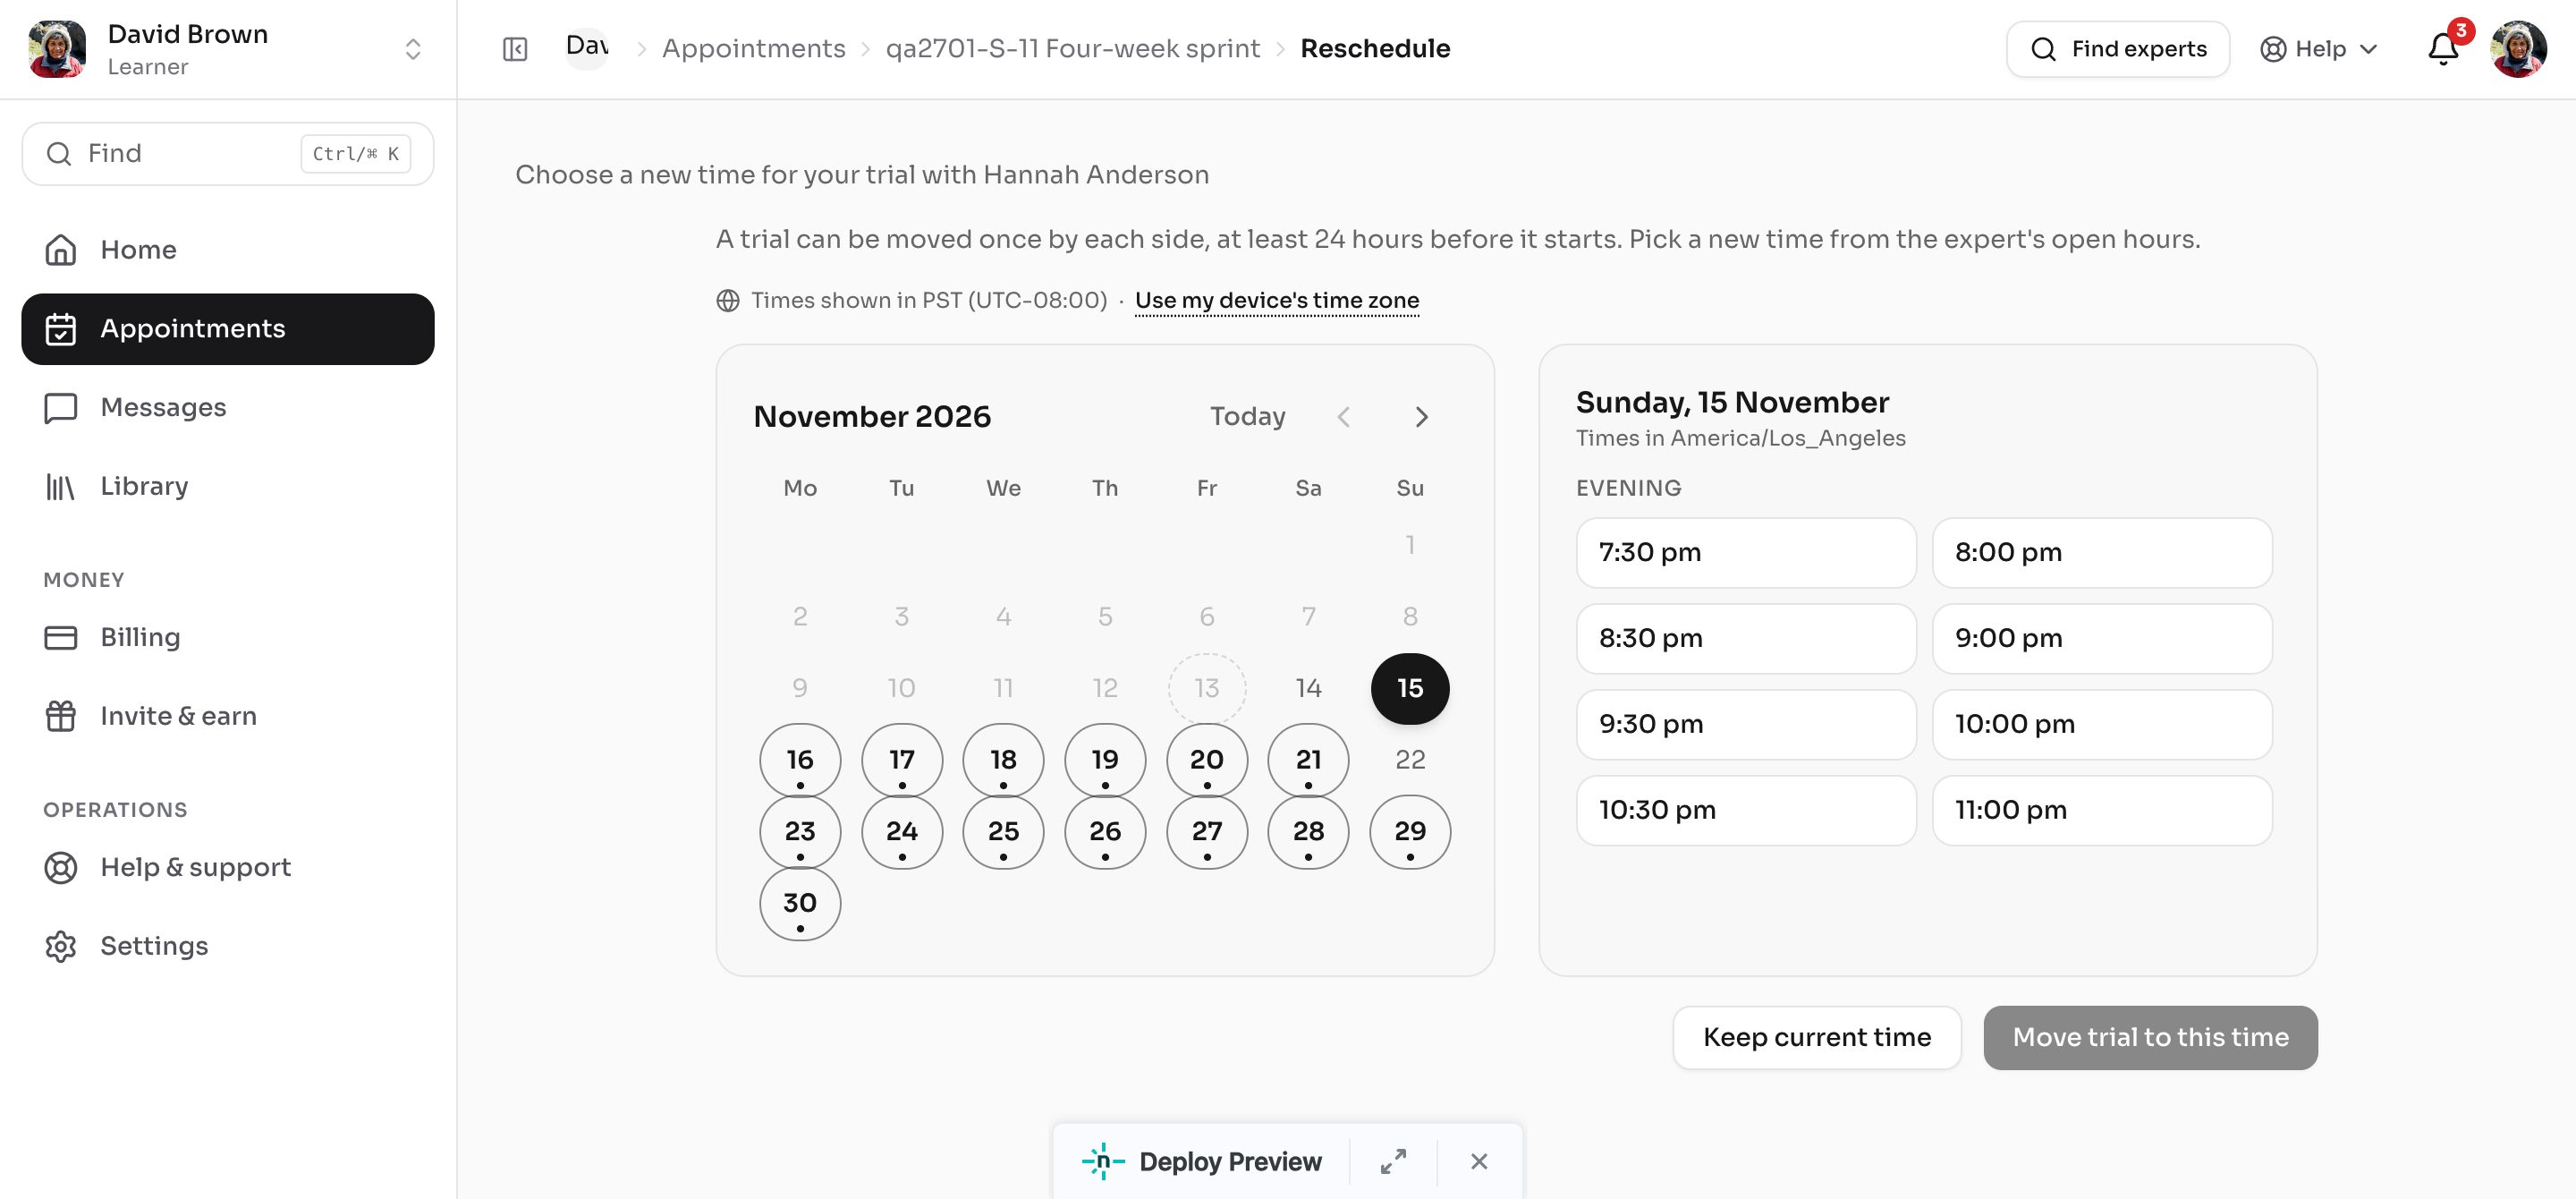 David Brown
Learner
Find
Ctrl/⌘ K
Home
Appointments
Messages
Library
MONEY
Billing
Invite & earn
OPERATIONS
Help & support
Settings
Appointments
qa2701-S-11 Four-week sprint
Reschedule
Find experts
Help
3
Choose a new time for your trial with Hannah Anderson
A trial can be moved once by each side, at least 24 hours before it starts. Pick a new time from the expert's open hours.
Times shown in PST (UTC-08:00) · Use my device's time zone
November 2026
Today
Mo Tu We Th Fr Sa Su
1
2 3 4 5 6 7 8
9 10 11 12 13 14 15
16 17 18 19 20 21 22
23 24 25 26 27 28 29
30
Sunday, 15 November
Times in America/Los_Angeles
EVENING
7:30 pm 8:00 pm
8:30 pm 9:00 pm
9:30 pm 10:00 pm
10:30 pm 11:00 pm
Keep current time
Move trial to this time
Deploy Preview